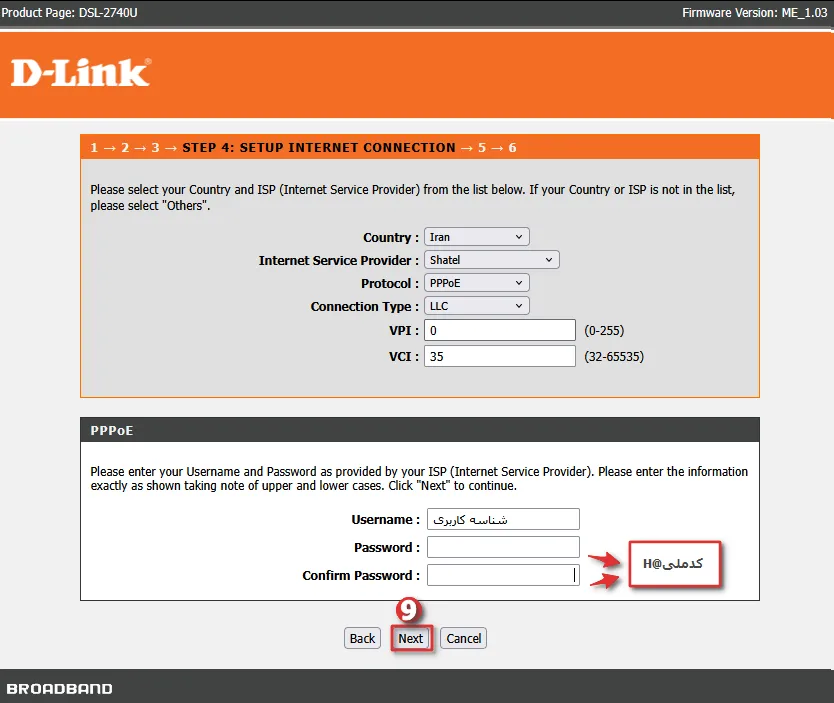 Product Page: DSL-2740U Firmware Version: ME_1.03
D-Link®
1 → 2 → 3 → STEP 4: SETUP INTERNET CONNECTION → 5 → 6
Please select your Country and ISP (Internet Service Provider) from the list below. If your Country or ISP is not in the list,
please select "Others".
Country : Iran
Internet Service Provider : Shatel
Protocol : PPPoE
Connection Type : LLC
VPI : 0 (0-255)
VCI : 35 (32-65535)
PPPoE
Please enter your Username and Password as provided by your ISP (Internet Service Provider). Please enter the information
exactly as shown taking note of upper and lower cases. Click "Next" to continue.
Username : شناسه کاربری
Password :
کدملی@H
Confirm Password :
9
Back Next Cancel
BROADBAND